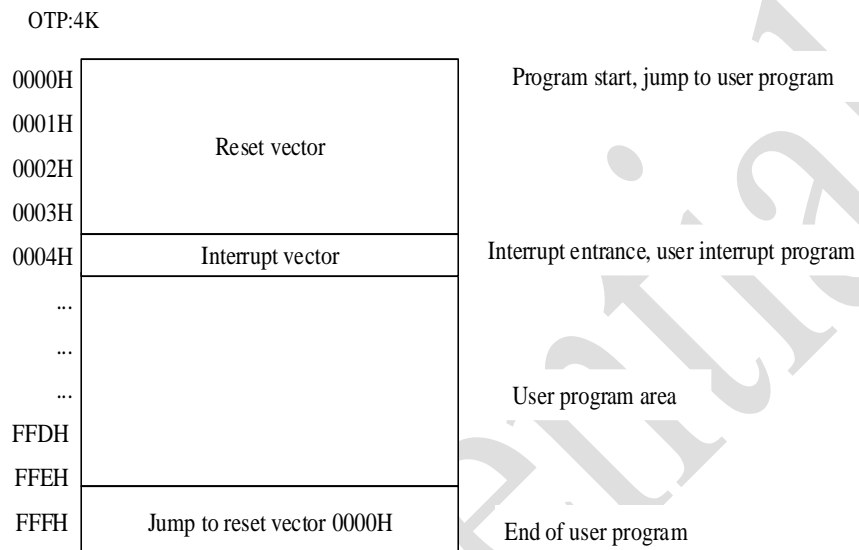 OTP:4K
0000H
Program start, jump to user program
0001H
Reset vector
0002H
0003H
0004H
Interrupt vector
Interrupt entrance, user interrupt program
...
...
...
User program area
FFDH
FFEH
FFFH
Jump to reset vector 0000H
End of user program